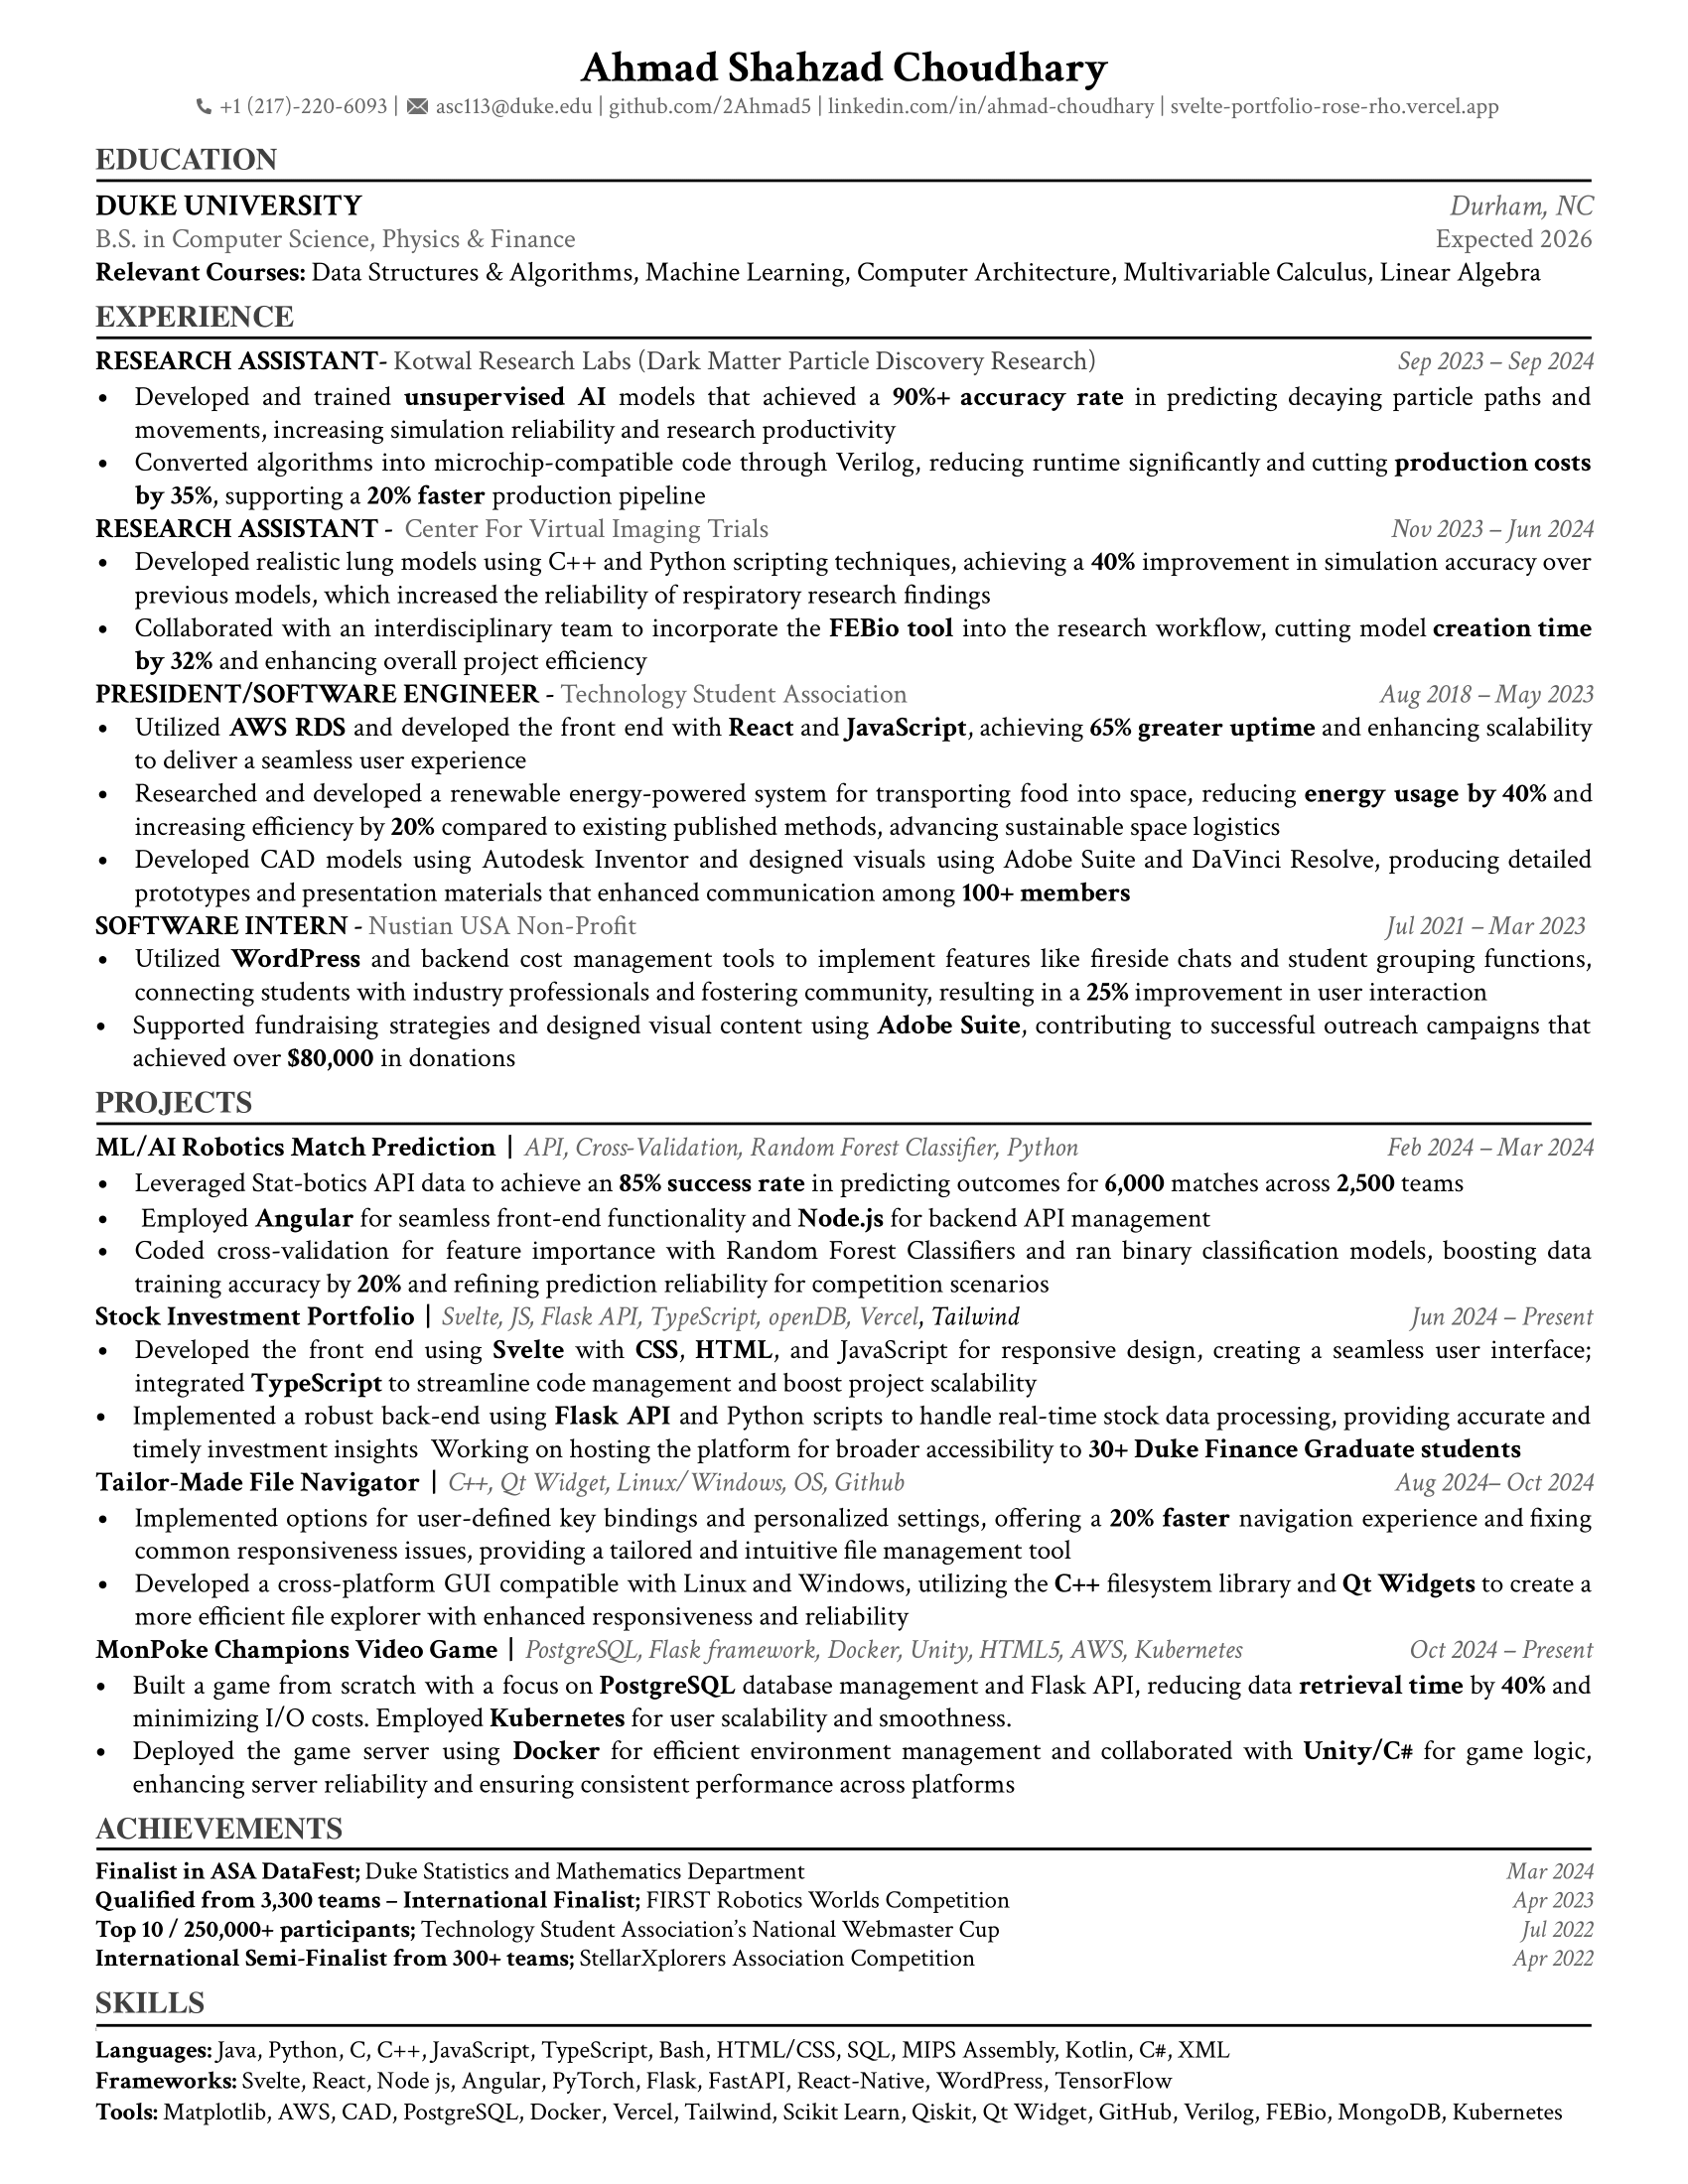 Ahmad Shahzad Choudhary
+1 (217)-220-6093 | asc113@duke.edu | github.com/2Ahmad5 | linkedin.com/in/ahmad-choudhary | svelte-portfolio-rose-rho.vercel.app
EDUCATION
DUKE UNIVERSITY Durham, NC
B.S. in Computer Science, Physics & Finance Expected 2026
Relevant Courses: Data Structures & Algorithms, Machine Learning, Computer Architecture, Multivariable Calculus, Linear Algebra
EXPERIENCE
RESEARCH ASSISTANT- Kotwal Research Labs (Dark Matter Particle Discovery Research) Sep 2023 – Sep 2024
• Developed and trained unsupervised AI models that achieved a 90%+ accuracy rate in predicting decaying particle paths and
movements, increasing simulation reliability and research productivity
• Converted algorithms into microchip-compatible code through Verilog, reducing runtime significantly and cutting production costs
by 35%, supporting a 20% faster production pipeline
RESEARCH ASSISTANT - Center For Virtual Imaging Trials Nov 2023 – Jun 2024
• Developed realistic lung models using C++ and Python scripting techniques, achieving a 40% improvement in simulation accuracy over
previous models, which increased the reliability of respiratory research findings
• Collaborated with an interdisciplinary team to incorporate the FEBio tool into the research workflow, cutting model creation time
by 32% and enhancing overall project efficiency
PRESIDENT/SOFTWARE ENGINEER - Technology Student Association Aug 2018 – May 2023
• Utilized AWS RDS and developed the front end with React and JavaScript, achieving 65% greater uptime and enhancing scalability
to deliver a seamless user experience
• Researched and developed a renewable energy-powered system for transporting food into space, reducing energy usage by 40% and
increasing efficiency by 20% compared to existing published methods, advancing sustainable space logistics
• Developed CAD models using Autodesk Inventor and designed visuals using Adobe Suite and DaVinci Resolve, producing detailed
prototypes and presentation materials that enhanced communication among 100+ members
SOFTWARE INTERN - Nustian USA Non-Profit Jul 2021 – Mar 2023
• Utilized WordPress and backend cost management tools to implement features like fireside chats and student grouping functions,
connecting students with industry professionals and fostering community, resulting in a 25% improvement in user interaction
• Supported fundraising strategies and designed visual content using Adobe Suite, contributing to successful outreach campaigns that
achieved over $80,000 in donations
PROJECTS
ML/AI Robotics Match Prediction | API, Cross-Validation, Random Forest Classifier, Python Feb 2024 – Mar 2024
• Leveraged Stat-botics API data to achieve an 85% success rate in predicting outcomes for 6,000 matches across 2,500 teams
• Employed Angular for seamless front-end functionality and Node.js for backend API management
• Coded cross-validation for feature importance with Random Forest Classifiers and ran binary classification models, boosting data
training accuracy by 20% and refining prediction reliability for competition scenarios
Stock Investment Portfolio | Svelte, JS, Flask API, TypeScript, openDB, Vercel, Tailwind Jun 2024 – Present
• Developed the front end using Svelte with CSS, HTML, and JavaScript for responsive design, creating a seamless user interface;
integrated TypeScript to streamline code management and boost project scalability
• Implemented a robust back-end using Flask API and Python scripts to handle real-time stock data processing, providing accurate and
timely investment insights Working on hosting the platform for broader accessibility to 30+ Duke Finance Graduate students
Tailor-Made File Navigator | C++, Qt Widget, Linux/Windows, OS, Github Aug 2024– Oct 2024
• Implemented options for user-defined key bindings and personalized settings, offering a 20% faster navigation experience and fixing
common responsiveness issues, providing a tailored and intuitive file management tool
• Developed a cross-platform GUI compatible with Linux and Windows, utilizing the C++ filesystem library and Qt Widgets to create a
more efficient file explorer with enhanced responsiveness and reliability
MonPoke Champions Video Game | PostgreSQL, Flask framework, Docker, Unity, HTML5, AWS, Kubernetes Oct 2024 – Present
• Built a game from scratch with a focus on PostgreSQL database management and Flask API, reducing data retrieval time by 40% and
minimizing I/O costs. Employed Kubernetes for user scalability and smoothness.
• Deployed the game server using Docker for efficient environment management and collaborated with Unity/C# for game logic,
enhancing server reliability and ensuring consistent performance across platforms
ACHIEVEMENTS
Finalist in ASA DataFest; Duke Statistics and Mathematics Department Mar 2024
Qualified from 3,300 teams – International Finalist; FIRST Robotics Worlds Competition Apr 2023
Top 10 / 250,000+ participants; Technology Student Association’s National Webmaster Cup Jul 2022
International Semi-Finalist from 300+ teams; StellarXplorers Association Competition Apr 2022
SKILLS
Languages: Java, Python, C, C++, JavaScript, TypeScript, Bash, HTML/CSS, SQL, MIPS Assembly, Kotlin, C#, XML
Frameworks: Svelte, React, Node js, Angular, PyTorch, Flask, FastAPI, React-Native, WordPress, TensorFlow
Tools: Matplotlib, AWS, CAD, PostgreSQL, Docker, Vercel, Tailwind, Scikit Learn, Qiskit, Qt Widget, GitHub, Verilog, FEBio, MongoDB, Kubernetes